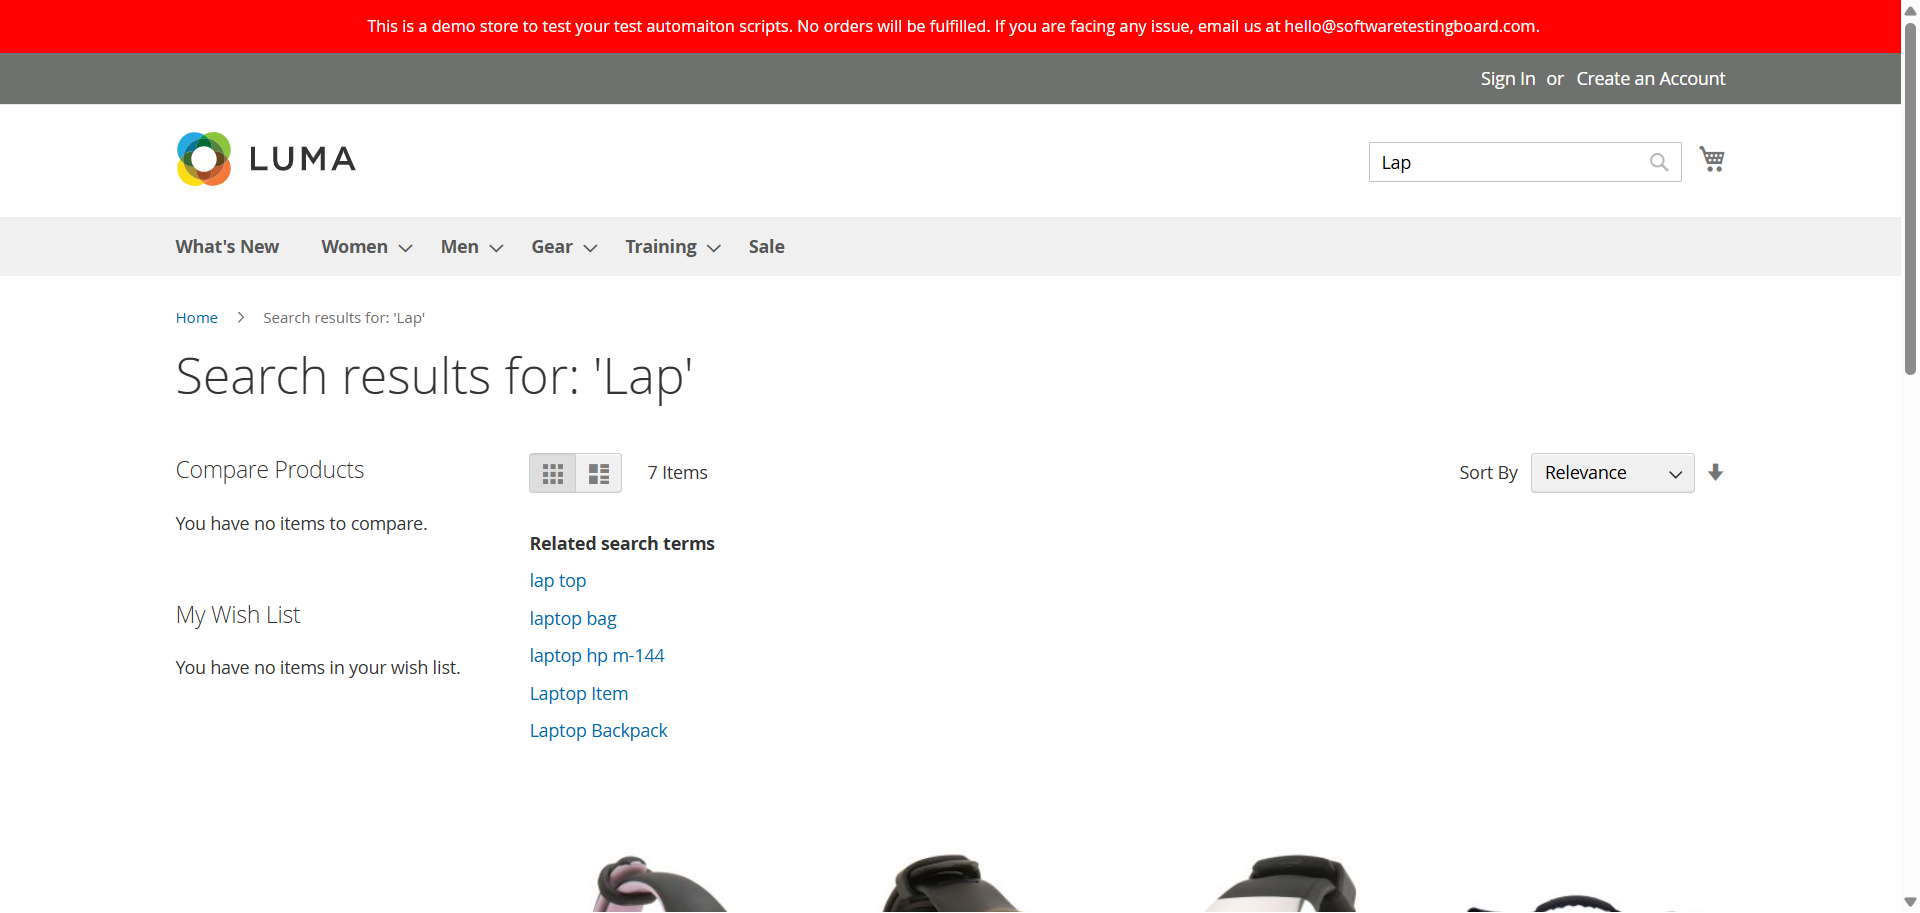 This is a demo store to test your test automaiton scripts. No orders will be fulfilled. If you are facing any issue, email us at hello@softwaretestingboard.com.
Sign In or Create an Account
LUMA
Lap
What's New Women Men Gear Training Sale
Home Search results for: 'Lap'
Search results for: 'Lap'
Compare Products
You have no items to compare.
My Wish List
You have no items in your wish list.
7 Items
Sort By Relevance
Related search terms
lap top
laptop bag
laptop hp m-144
Laptop Item
Laptop Backpack